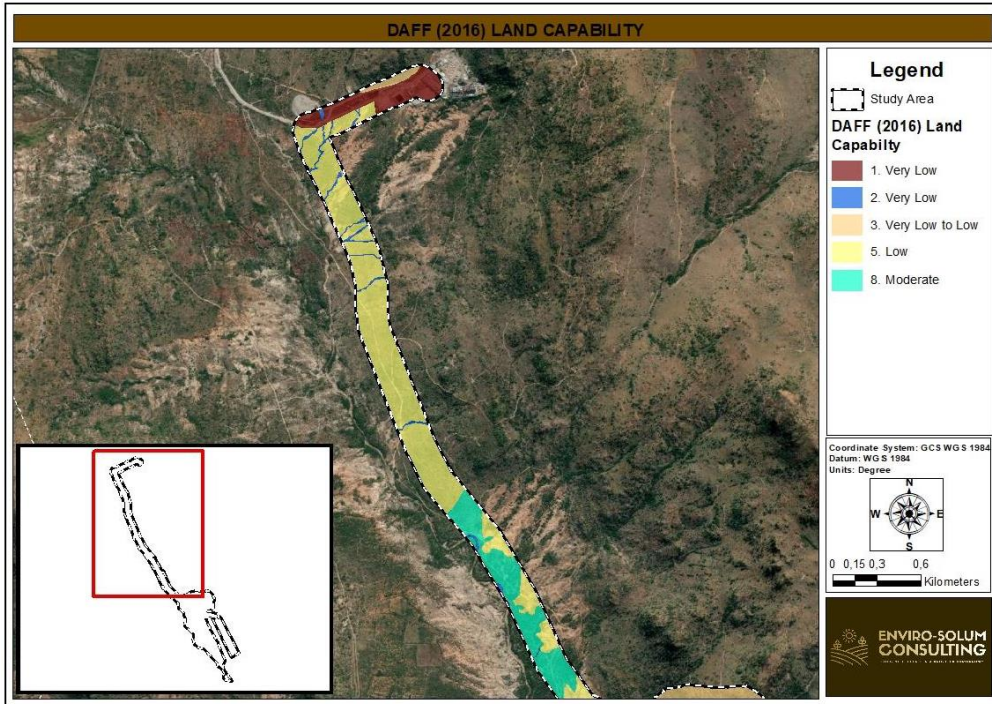 DAFF (2016) LAND CAPABILITY
Legend
Study Area
DAFF (2016) Land
Capabilty
1. Very Low
2. Very Low
3. Very Low to Low
5. Low
8. Moderate
Coordinate System: GCS WGS 1984
Datum: WGS 1984
Units: Degree
N
W E
S
0 0,15 0,3 0,6
Kilometers
ENVIRO-SOLUM
CONSULTING